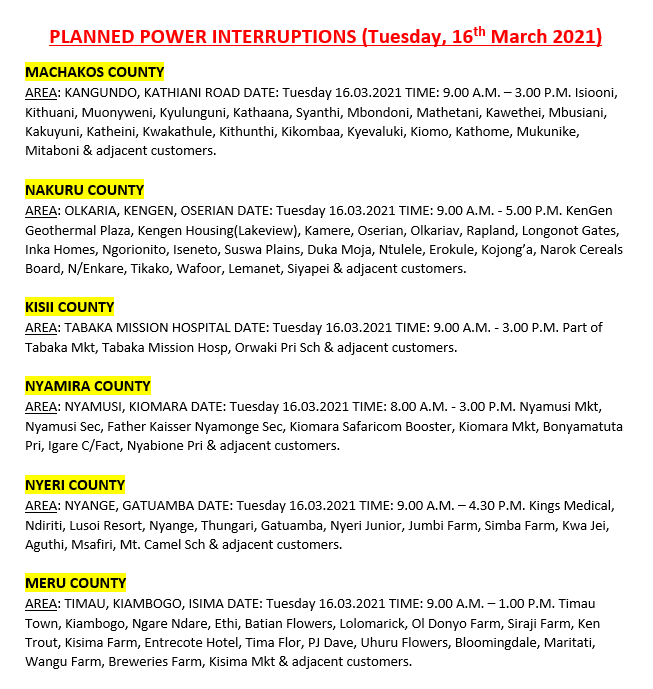 PLANNED POWER INTERRUPTIONS (Tuesday, 16th March 2021)
MACHAKOS COUNTY
AREA: KANGUNDO, KATHIANI ROAD DATE: Tuesday 16.03.2021 TIME: 9.00 A.M. – 3.00 P.M. Isiooni,
Kithuani, Muonyweni, Kyulunguni, Kathaana, Syanthi, Mbondoni, Mathetani, Kawethei, Mbusiani,
Kakuyuni, Katheini, Kwakathule, Kithunthi, Kikombaa, Kyevaluki, Kiomo, Kathome, Mukunike,
Mitaboni & adjacent customers.
NAKURU COUNTY
AREA: OLKARIA, KENGEN, OSERIAN DATE: Tuesday 16.03.2021 TIME: 9.00 A.M. - 5.00 P.M. KenGen
Geothermal Plaza, Kengen Housing(Lakeview), Kamere, Oserian, Olkariav, Rapland, Longonot Gates,
Inka Homes, Ngorionito, Iseneto, Suswa Plains, Duka Moja, Ntulele, Erokule, Kojong’a, Narok Cereals
Board, N/Enkare, Tikako, Wafoor, Lemanet, Siyapei & adjacent customers.
KISII COUNTY
AREA: TABAKA MISSION HOSPITAL DATE: Tuesday 16.03.2021 TIME: 9.00 A.M. - 3.00 P.M. Part of
Tabaka Mkt, Tabaka Mission Hosp, Orwaki Pri Sch & adjacent customers.
NYAMIRA COUNTY
AREA: NYAMUSI, KIOMARA DATE: Tuesday 16.03.2021 TIME: 8.00 A.M. - 3.00 P.M. Nyamusi Mkt,
Nyamusi Sec, Father Kaisser Nyamonge Sec, Kiomara Safaricom Booster, Kiomara Mkt, Bonyamatuta
Pri, Igare C/Fact, Nyabione Pri & adjacent customers.
NYERI COUNTY
AREA: NYANGE, GATUAMBA DATE: Tuesday 16.03.2021 TIME: 9.00 A.M. – 4.30 P.M. Kings Medical,
Ndiriti, Lusoi Resort, Nyange, Thungari, Gatuamba, Nyeri Junior, Jumbi Farm, Simba Farm, Kwa Jei,
Aguthi, Msafiri, Mt. Camel Sch & adjacent customers.
MERU COUNTY
AREA: TIMAU, KIAMBOGO, ISIMA DATE: Tuesday 16.03.2021 TIME: 9.00 A.M. – 1.00 P.M. Timau
Town, Kiambogo, Ngare Ndare, Ethi, Batian Flowers, Lolomarick, Ol Donyo Farm, Siraji Farm, Ken
Trout, Kisima Farm, Entrecote Hotel, Tima Flor, PJ Dave, Uhuru Flowers, Bloomingdale, Maritati,
Wangu Farm, Breweries Farm, Kisima Mkt & adjacent customers.